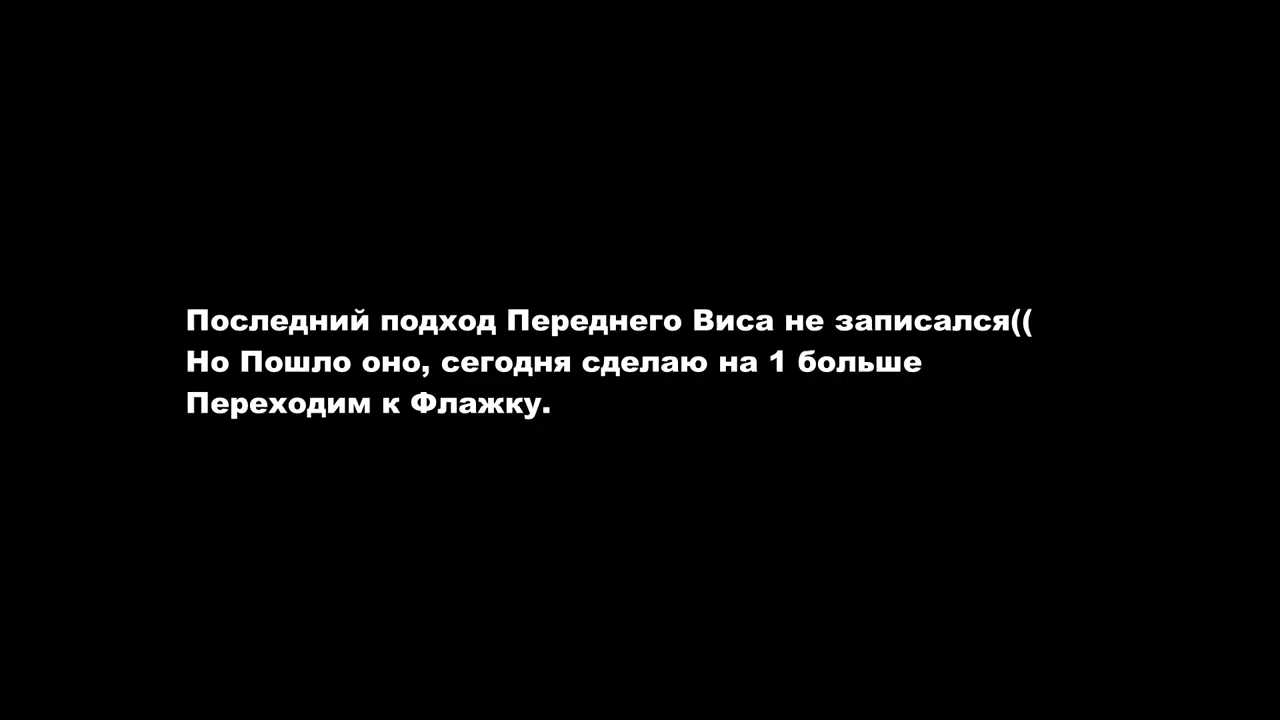 Последний подход Переднего Виса не записался((
Но Пошло оно, сегодня сделаю на 1 больше
Переходим к Флажку.